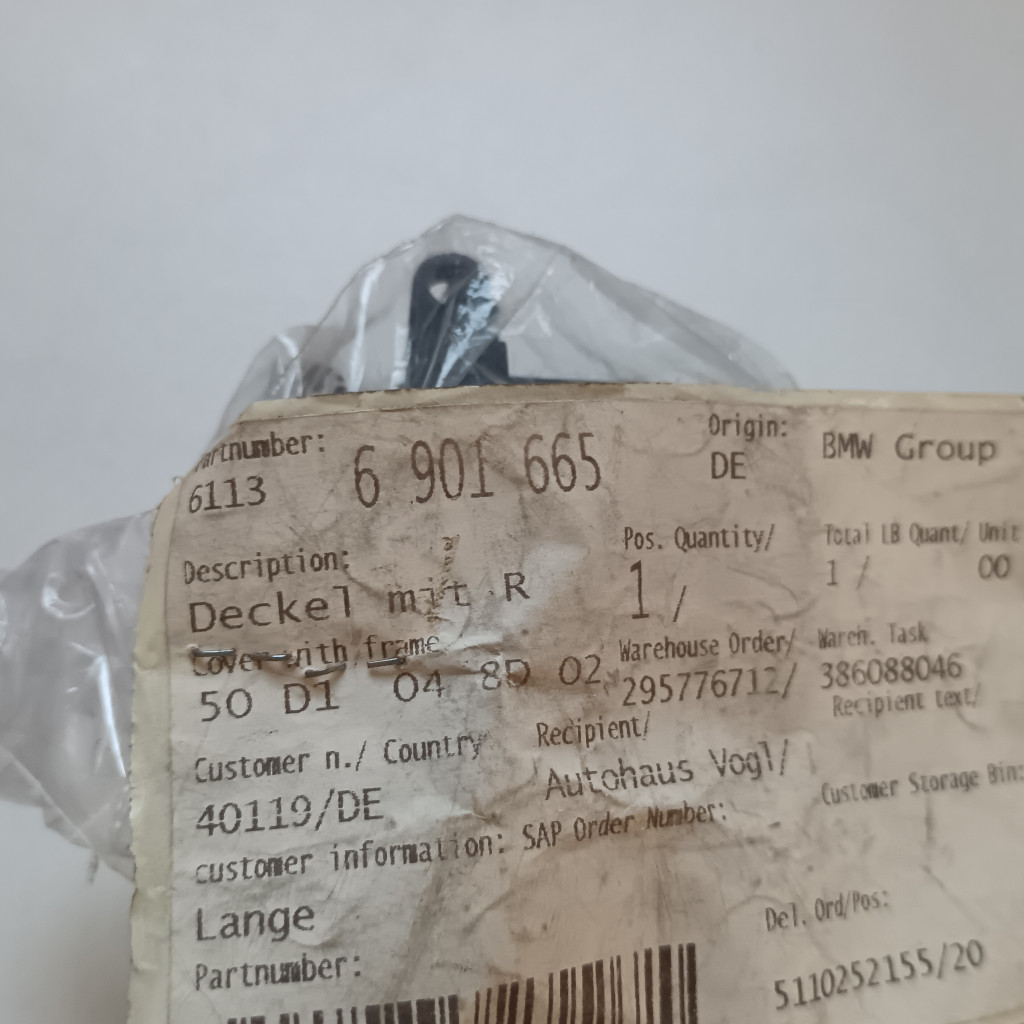 Partnumber: Origin: BMW Group
6113 6 901 665 DE
Description: Pos. Quantity/ Total LB Quant/ Unit
Deckel mit R 1 / 1 / 00
Cover with frame Warehouse Order/ Wareh. Task
50 D1 04 8D 02 295776712/ 386088046
Customer n./ Country Recipient/ Recipient text/
40119/DE Autohaus Vogl/ Customer Storage Bin:
customer information: SAP Order Number:
Lange Del. Ord/Pos:
Partnumber: 5110252155/20